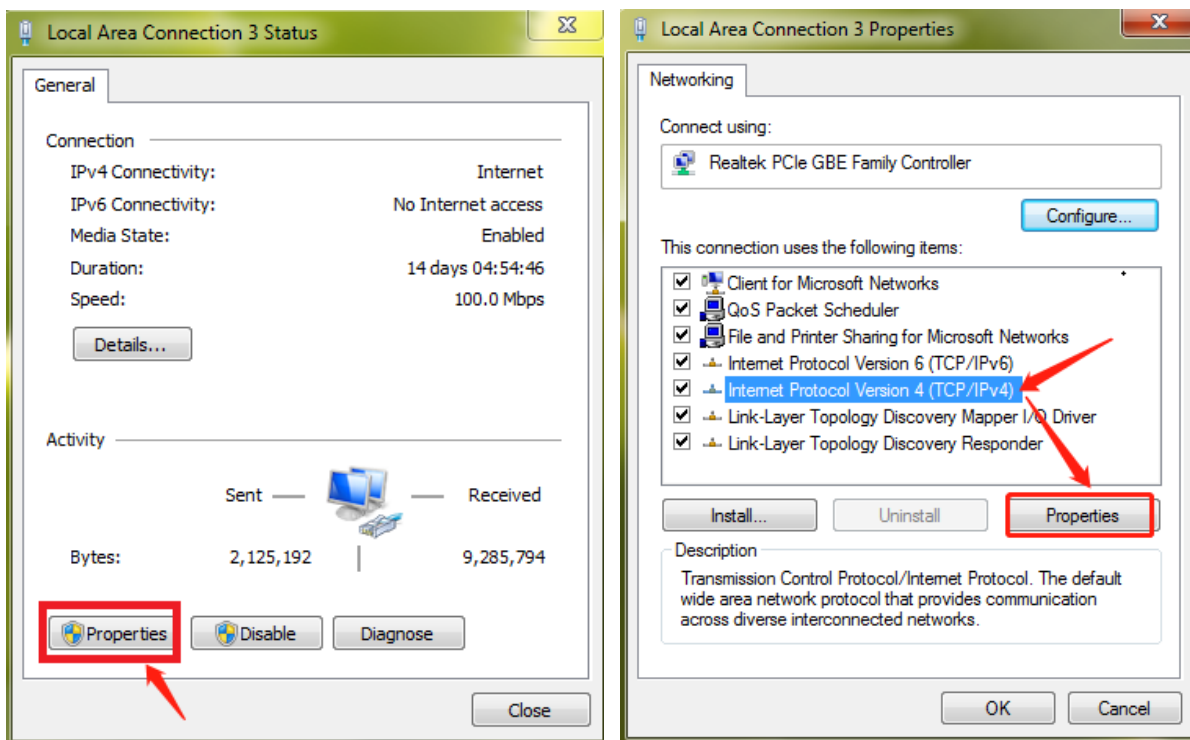 Local Area Connection 3 Status
General
Connection
IPv4 Connectivity: Internet
IPv6 Connectivity: No Internet access
Media State: Enabled
Duration: 14 days 04:54:46
Speed: 100.0 Mbps
Details...
Activity
Sent Received
Bytes: 2,125,192 9,285,794
Properties Disable Diagnose
Close
Local Area Connection 3 Properties
Networking
Connect using:
Realtek PCIe GBE Family Controller
Configure...
This connection uses the following items:
Client for Microsoft Networks
QoS Packet Scheduler
File and Printer Sharing for Microsoft Networks
Internet Protocol Version 6 (TCP/IPv6)
Internet Protocol Version 4 (TCP/IPv4)
Link-Layer Topology Discovery Mapper I/O Driver
Link-Layer Topology Discovery Responder
Install... Uninstall Properties
Description
Transmission Control Protocol/Internet Protocol. The default
wide area network protocol that provides communication
across diverse interconnected networks.
OK Cancel